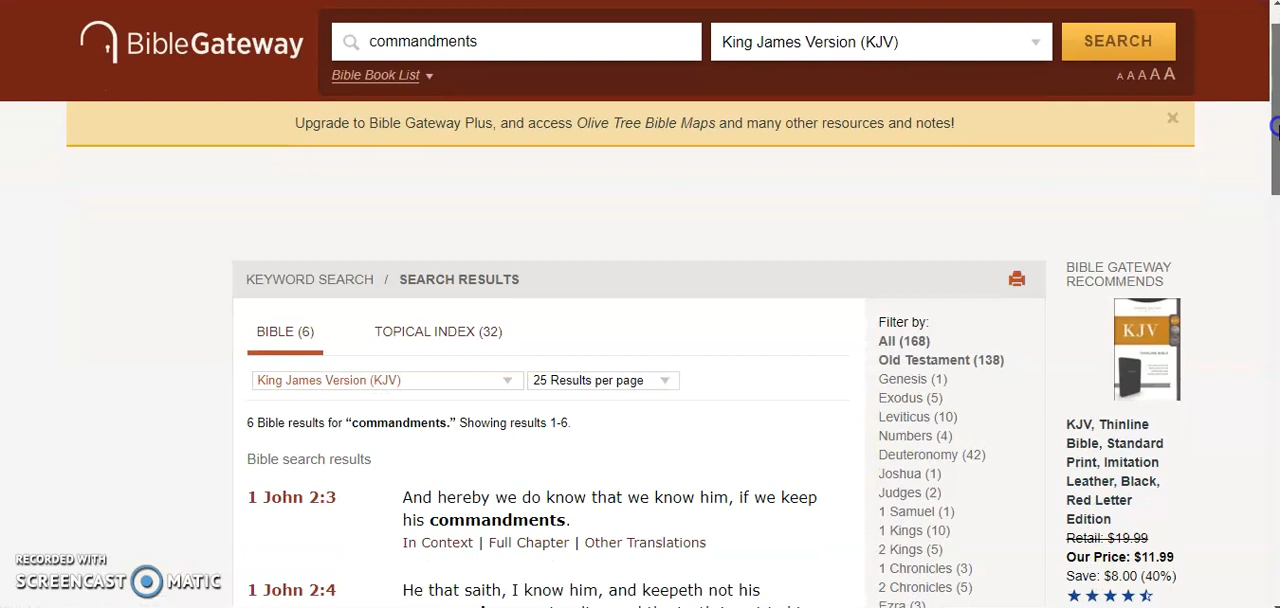 BibleGateway
commandments
King James Version (KJV)
SEARCH
Bible Book List
A A A A A
Upgrade to Bible Gateway Plus, and access Olive Tree Bible Maps and many other resources and notes!
KEYWORD SEARCH / SEARCH RESULTS
BIBLE (6)
TOPICAL INDEX (32)
King James Version (KJV)
25 Results per page
6 Bible results for “commandments.” Showing results 1-6.
Bible search results
1 John 2:3
And hereby we do know that we know him, if we keep
his commandments.
In Context | Full Chapter | Other Translations
1 John 2:4
He that saith, I know him, and keepeth not his
Filter by:
All (168)
Old Testament (138)
Genesis (1)
Exodus (5)
Leviticus (10)
Numbers (4)
Deuteronomy (42)
Joshua (1)
Judges (2)
1 Samuel (1)
1 Kings (10)
2 Kings (5)
1 Chronicles (3)
2 Chronicles (5)
Ezra (3)
BIBLE GATEWAY
RECOMMENDS
KJV
KJV, Thinline
Bible, Standard
Print, Imitation
Leather, Black,
Red Letter
Edition
Retail: $19.99
Our Price: $11.99
Save: $8.00 (40%)
RECORDED WITH
SCREENCAST MATIC